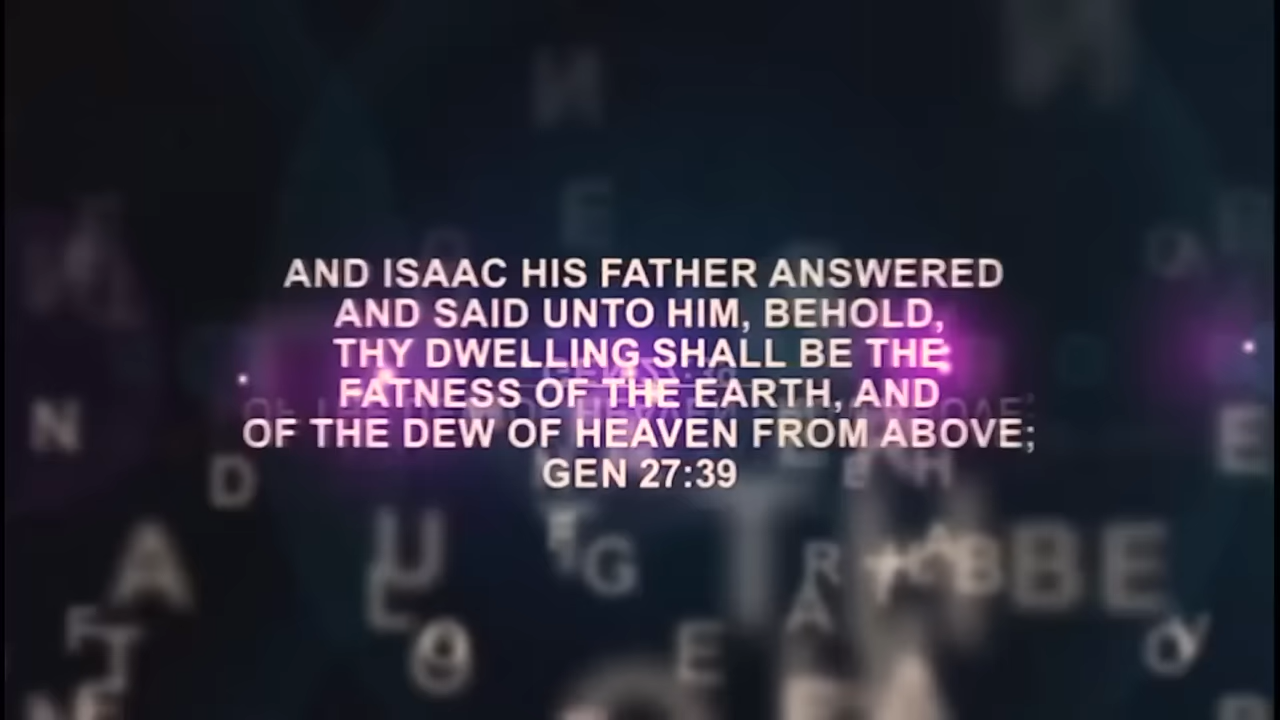 AND ISAAC HIS FATHER ANSWERED
AND SAID UNTO HIM, BEHOLD,
THY DWELLING SHALL BE THE
FATNESS OF THE EARTH, AND
OF THE DEW OF HEAVEN FROM ABOVE;
GEN 27:39